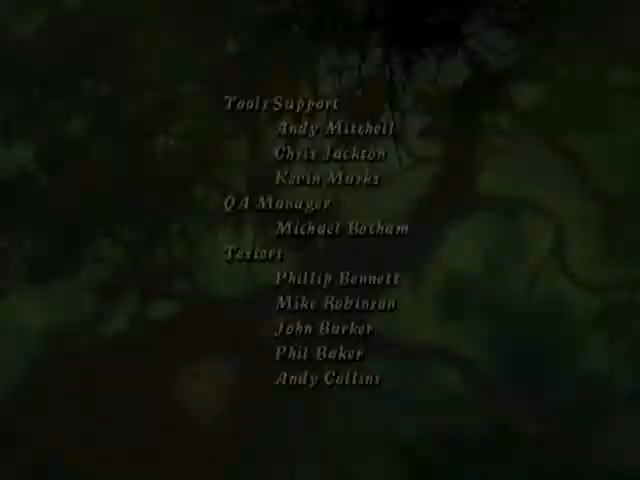 Tools Support
Andy Mitchell
Chris Jackson
Kevin Marks
QA Manager
Michael Botham
Testers
Phillip Bennett
Mike Robinson
John Barker
Phil Baker
Andy Collins